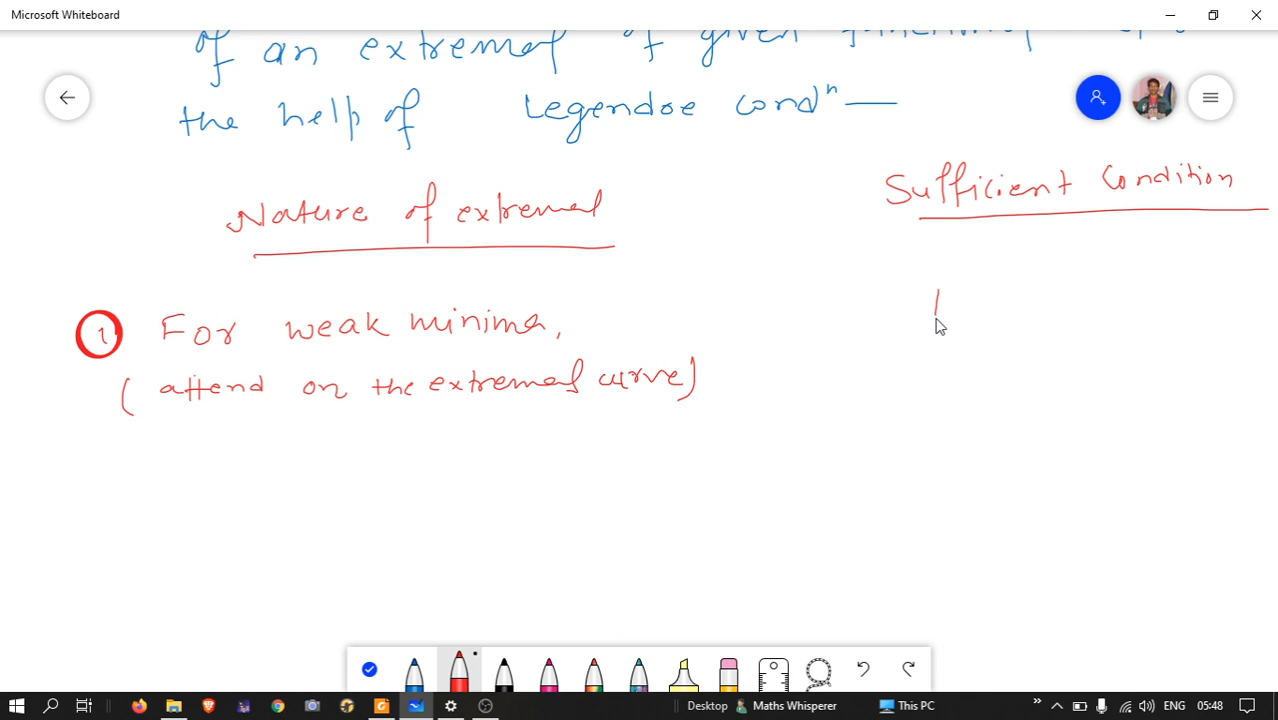 Microsoft Whiteboard
of an extremal of given functional
the help of Legendre condⁿ —
Nature of extremal
Sufficient Condition
1 For weak minima,
(attend on the extremal curve)
Desktop
Maths Whisperer
»
This PC
ENG
05:48